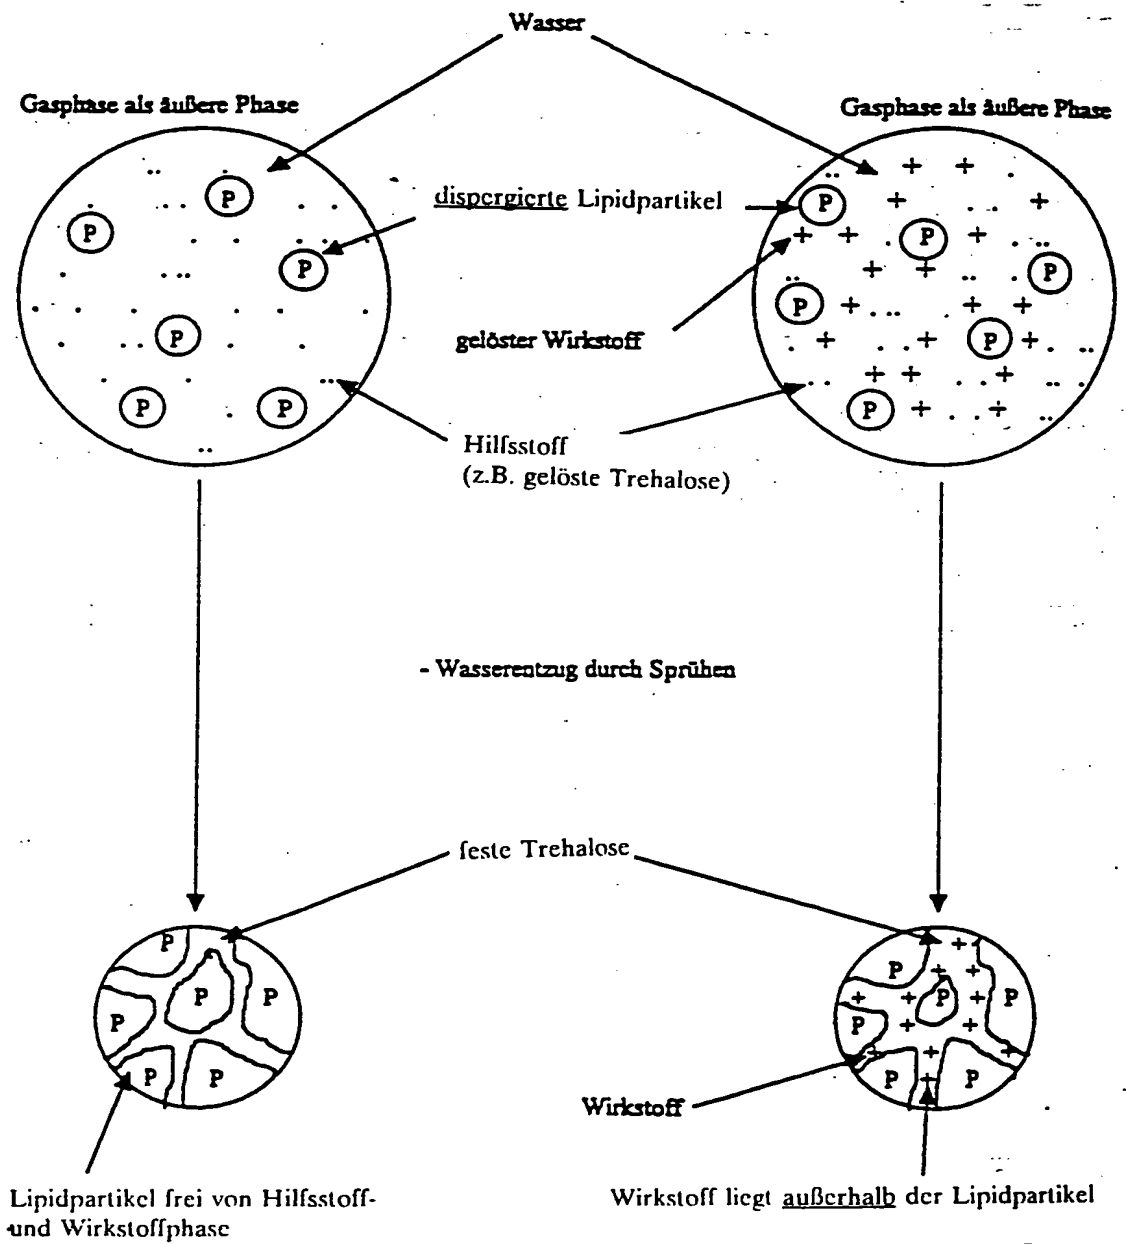 Wasser
Gasphase als äußere Phase
Gasphase als äußere Phase
P
P
P
P
P
P
dispergierte Lipidpartikel
P
P
P
P
P
P
gelöster Wirkstoff
Hilfsstoff
(z.B. gelöste Trehalose)
- Wasserentzug durch Sprühen
feste Trehalose
P
P
P
P
P
P
P
P
P
P
P
P
Wirkstoff
Lipidpartikel frei von Hilfsstoff-
und Wirkstoffphase
Wirkstoff liegt außerhalb der Lipidpartikel